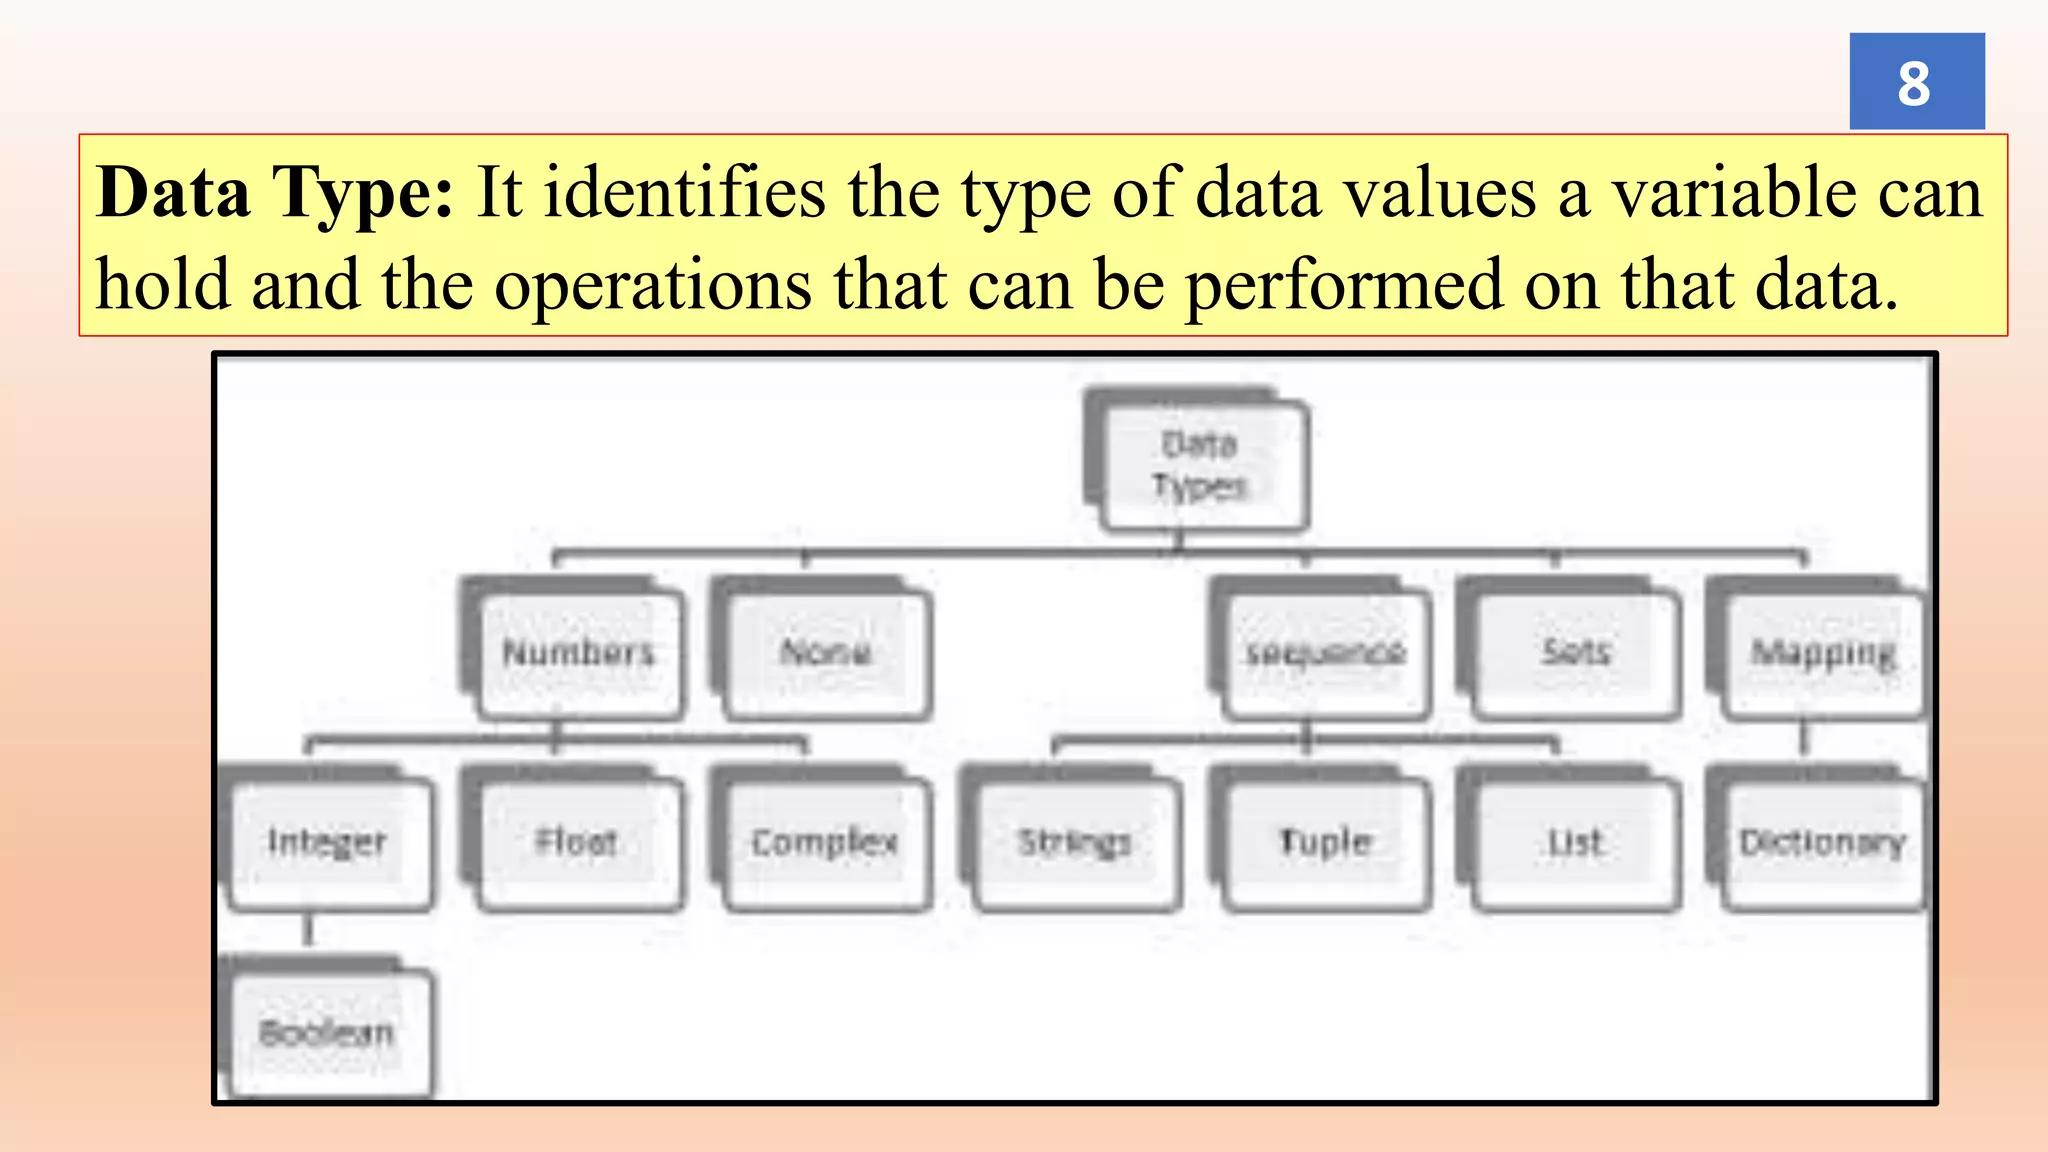 8
Data Type: It identifies the type of data values a variable can
hold and the operations that can be performed on that data.
Data
Types
Numbers
None
sequence
Sets
Mapping
Integer
Float
Complex
Strings
Tuple
List
Dictionary
Boolean